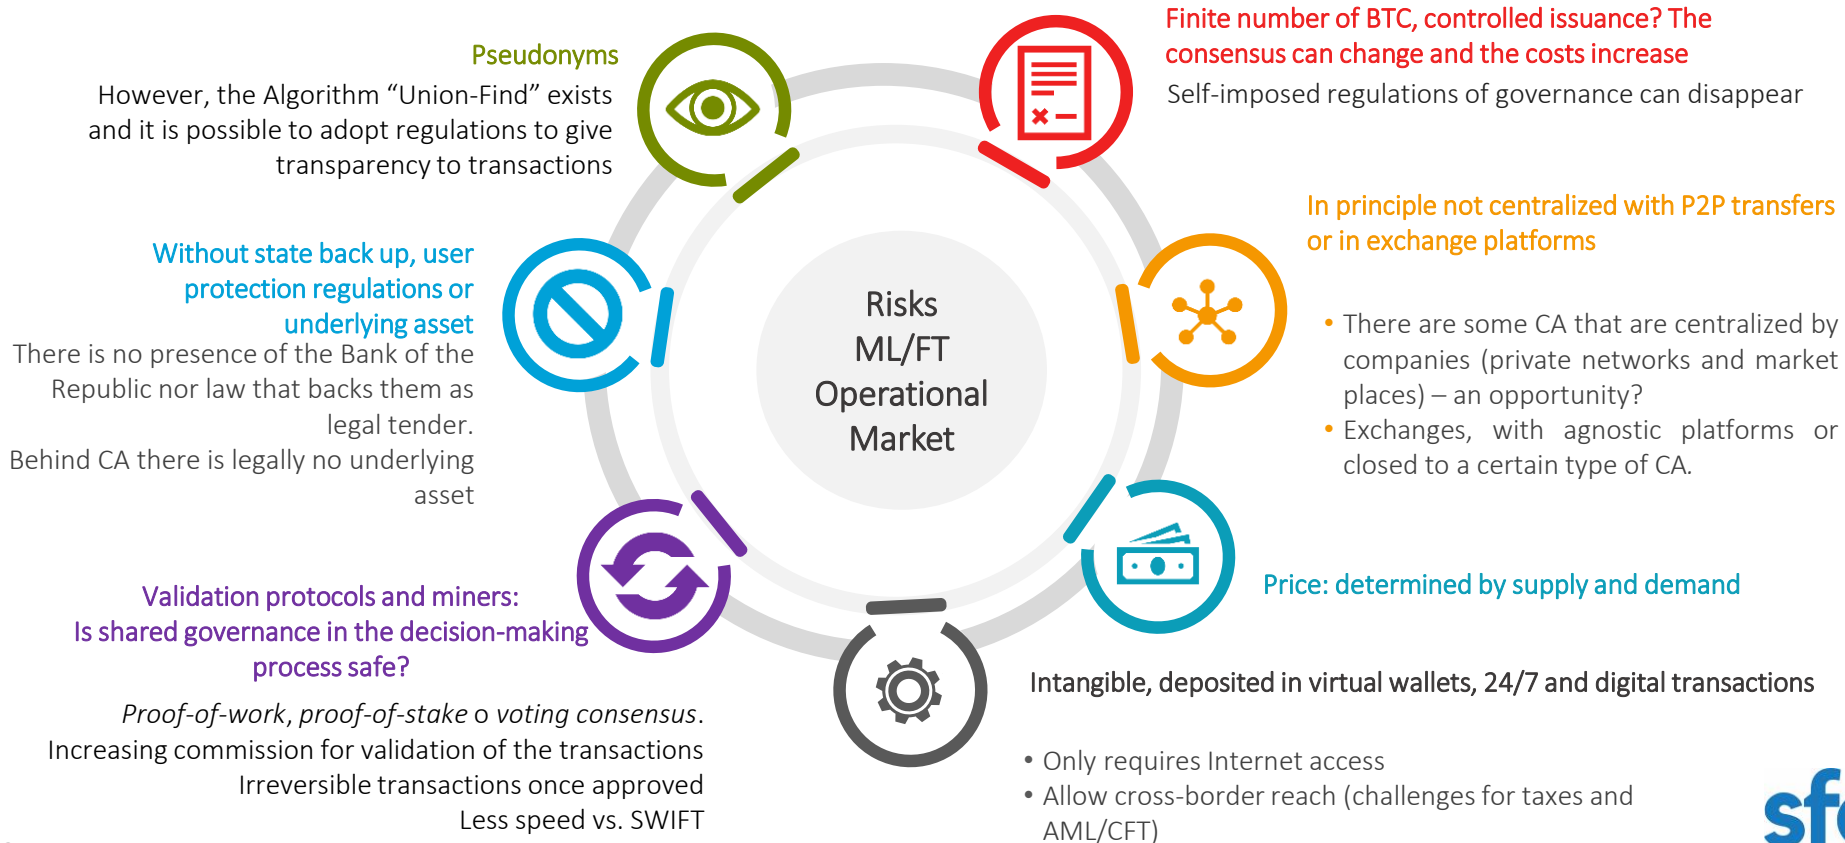 Pseudonyms
However, the Algorithm “Union-Find” exists
and it is possible to adopt regulations to give
transparency to transactions
Finite number of BTC, controlled issuance? The
consensus can change and the costs increase
Self-imposed regulations of governance can disappear
Without state back up, user
protection regulations or
underlying asset
There is no presence of the Bank of the
Republic nor law that backs them as
legal tender.
Behind CA there is legally no underlying
asset
Risks
ML/FT
Operational
Market
In principle not centralized with P2P transfers
or in exchange platforms
• There are some CA that are centralized by
companies (private networks and market
places) – an opportunity?
• Exchanges, with agnostic platforms or
closed to a certain type of CA.
Validation protocols and miners:
Is shared governance in the decision-making
process safe?
Proof-of-work, proof-of-stake o voting consensus.
Increasing commission for validation of the transactions
Irreversible transactions once approved
Less speed vs. SWIFT
Price: determined by supply and demand
Intangible, deposited in virtual wallets, 24/7 and digital transactions
• Only requires Internet access
• Allow cross-border reach (challenges for taxes and
AML/CFT)
sfc